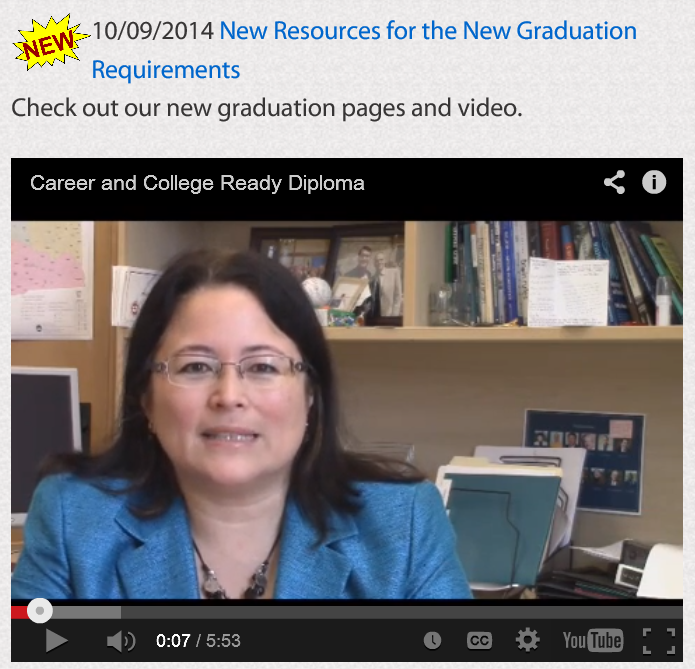 NEW
10/09/2014 New Resources for the New Graduation
Requirements
Check out our new graduation pages and video.
Career and College Ready Diploma
0:07 / 5:53
CC
YouTube